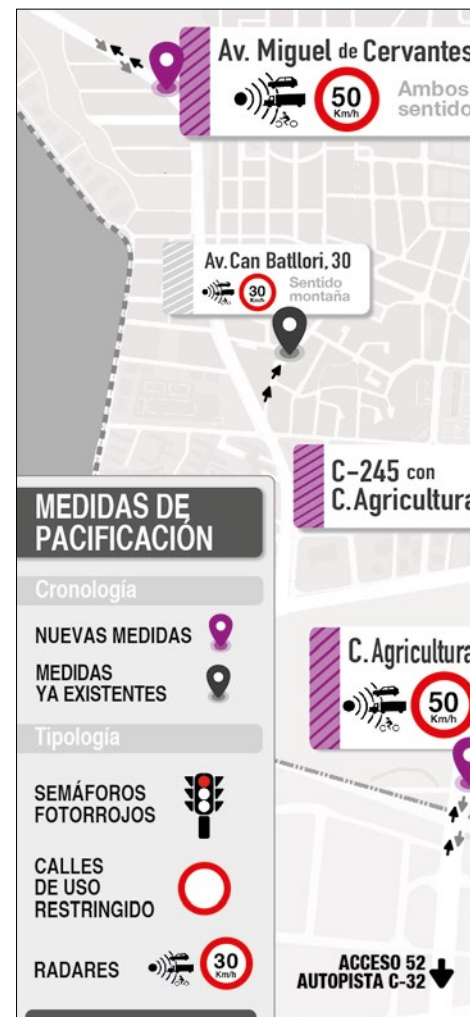 Av. Miguel de Cervantes
50
Km/h
Ambos
sentido
Av. Can Batllori, 30
30
Km/h
Sentido
montaña
C-245 con
C. Agricultura
C. Agricultura
50
Km/h
MEDIDAS DE
PACIFICACIÓN
Cronología
NUEVAS MEDIDAS
MEDIDAS
YA EXISTENTES
Tipología
SEMÁFOROS
FOTORROJOS
CALLES
DE USO
RESTRINGIDO
RADARES
30
Km/h
ACCESO 52
AUTOPISTA C-32